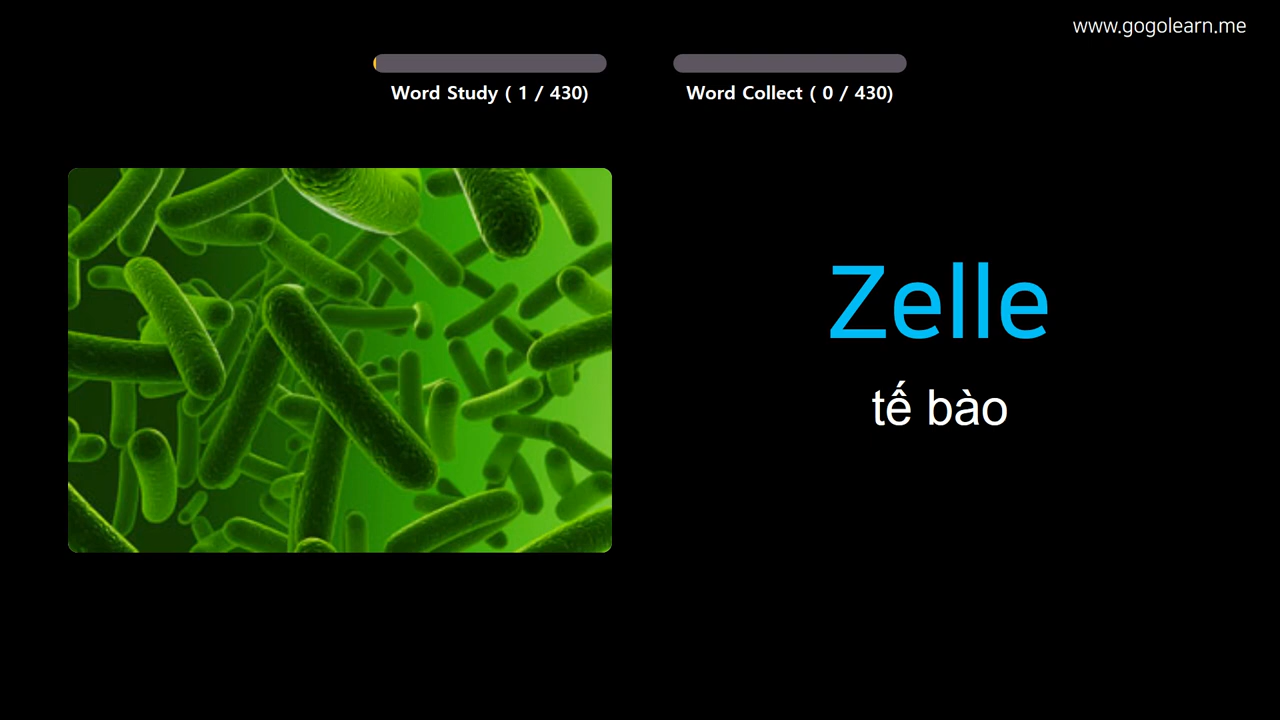 www.gogolearn.me
Word Study ( 1 / 430)
Word Collect ( 0 / 430)
Zelle
tế bào